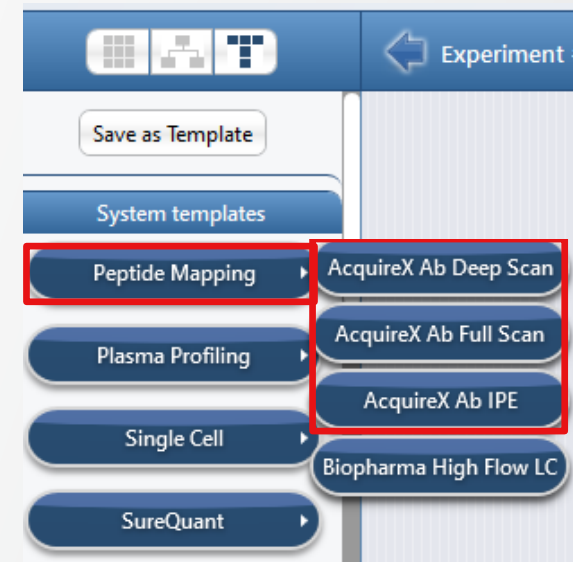 Experiment
Save as Template
System templates
Peptide Mapping
AcquireX Ab Deep Scan
AcquireX Ab Full Scan
Plasma Profiling
AcquireX Ab IPE
Single Cell
Biopharma High Flow LC
SureQuant